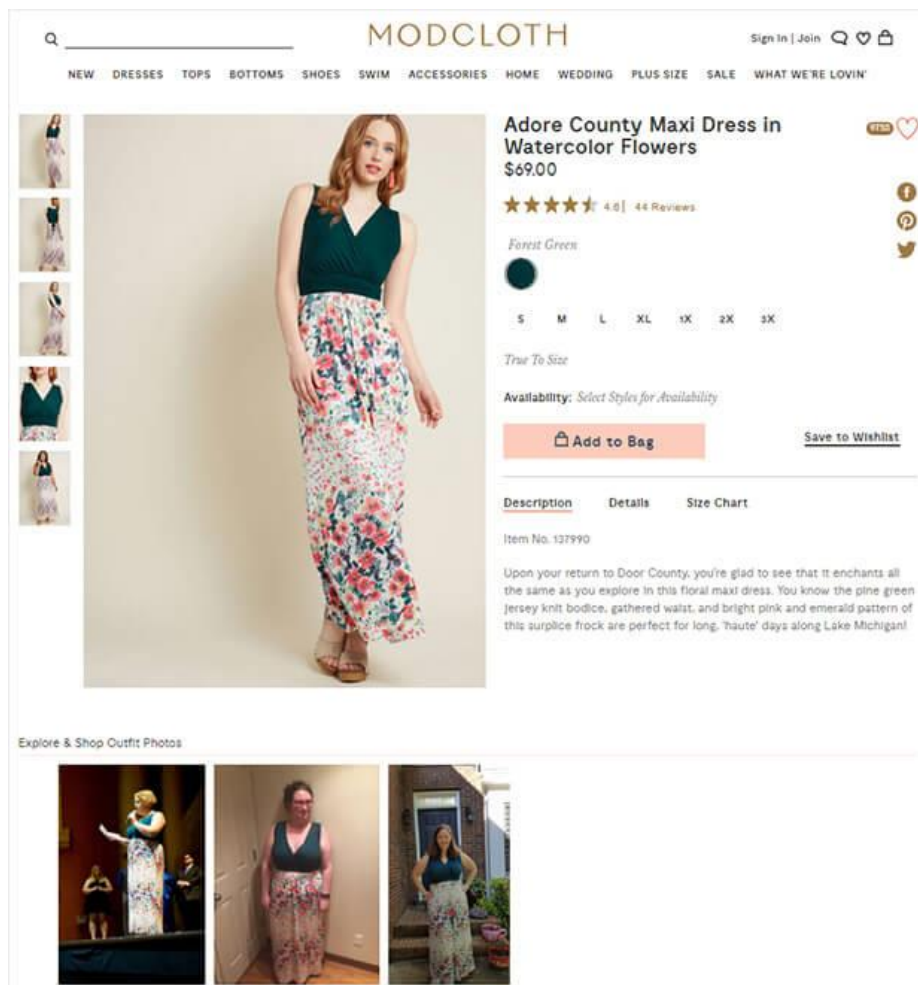 MODCLOTH
Sign In | Join
NEW DRESSES TOPS BOTTOMS SHOES SWIM ACCESSORIES HOME WEDDING PLUS SIZE SALE WHAT WE'RE LOVIN'
Adore County Maxi Dress in
Watercolor Flowers
$69.00
4.6| 44 Reviews
Forest Green
S M L XL 1X 2X 3X
True To Size
Availability: Select Styles for Availability
Add to Bag
Save to Wishlist
Description Details Size Chart
Item No. 137990
Upon your return to Door County, you're glad to see that it enchants all
the same as you explore in this floral maxi dress. You know the pine green
jersey knit bodice, gathered waist, and bright pink and emerald pattern of
this surplice frock are perfect for long, 'haute' days along Lake Michigan!
Explore & Shop Outfit Photos